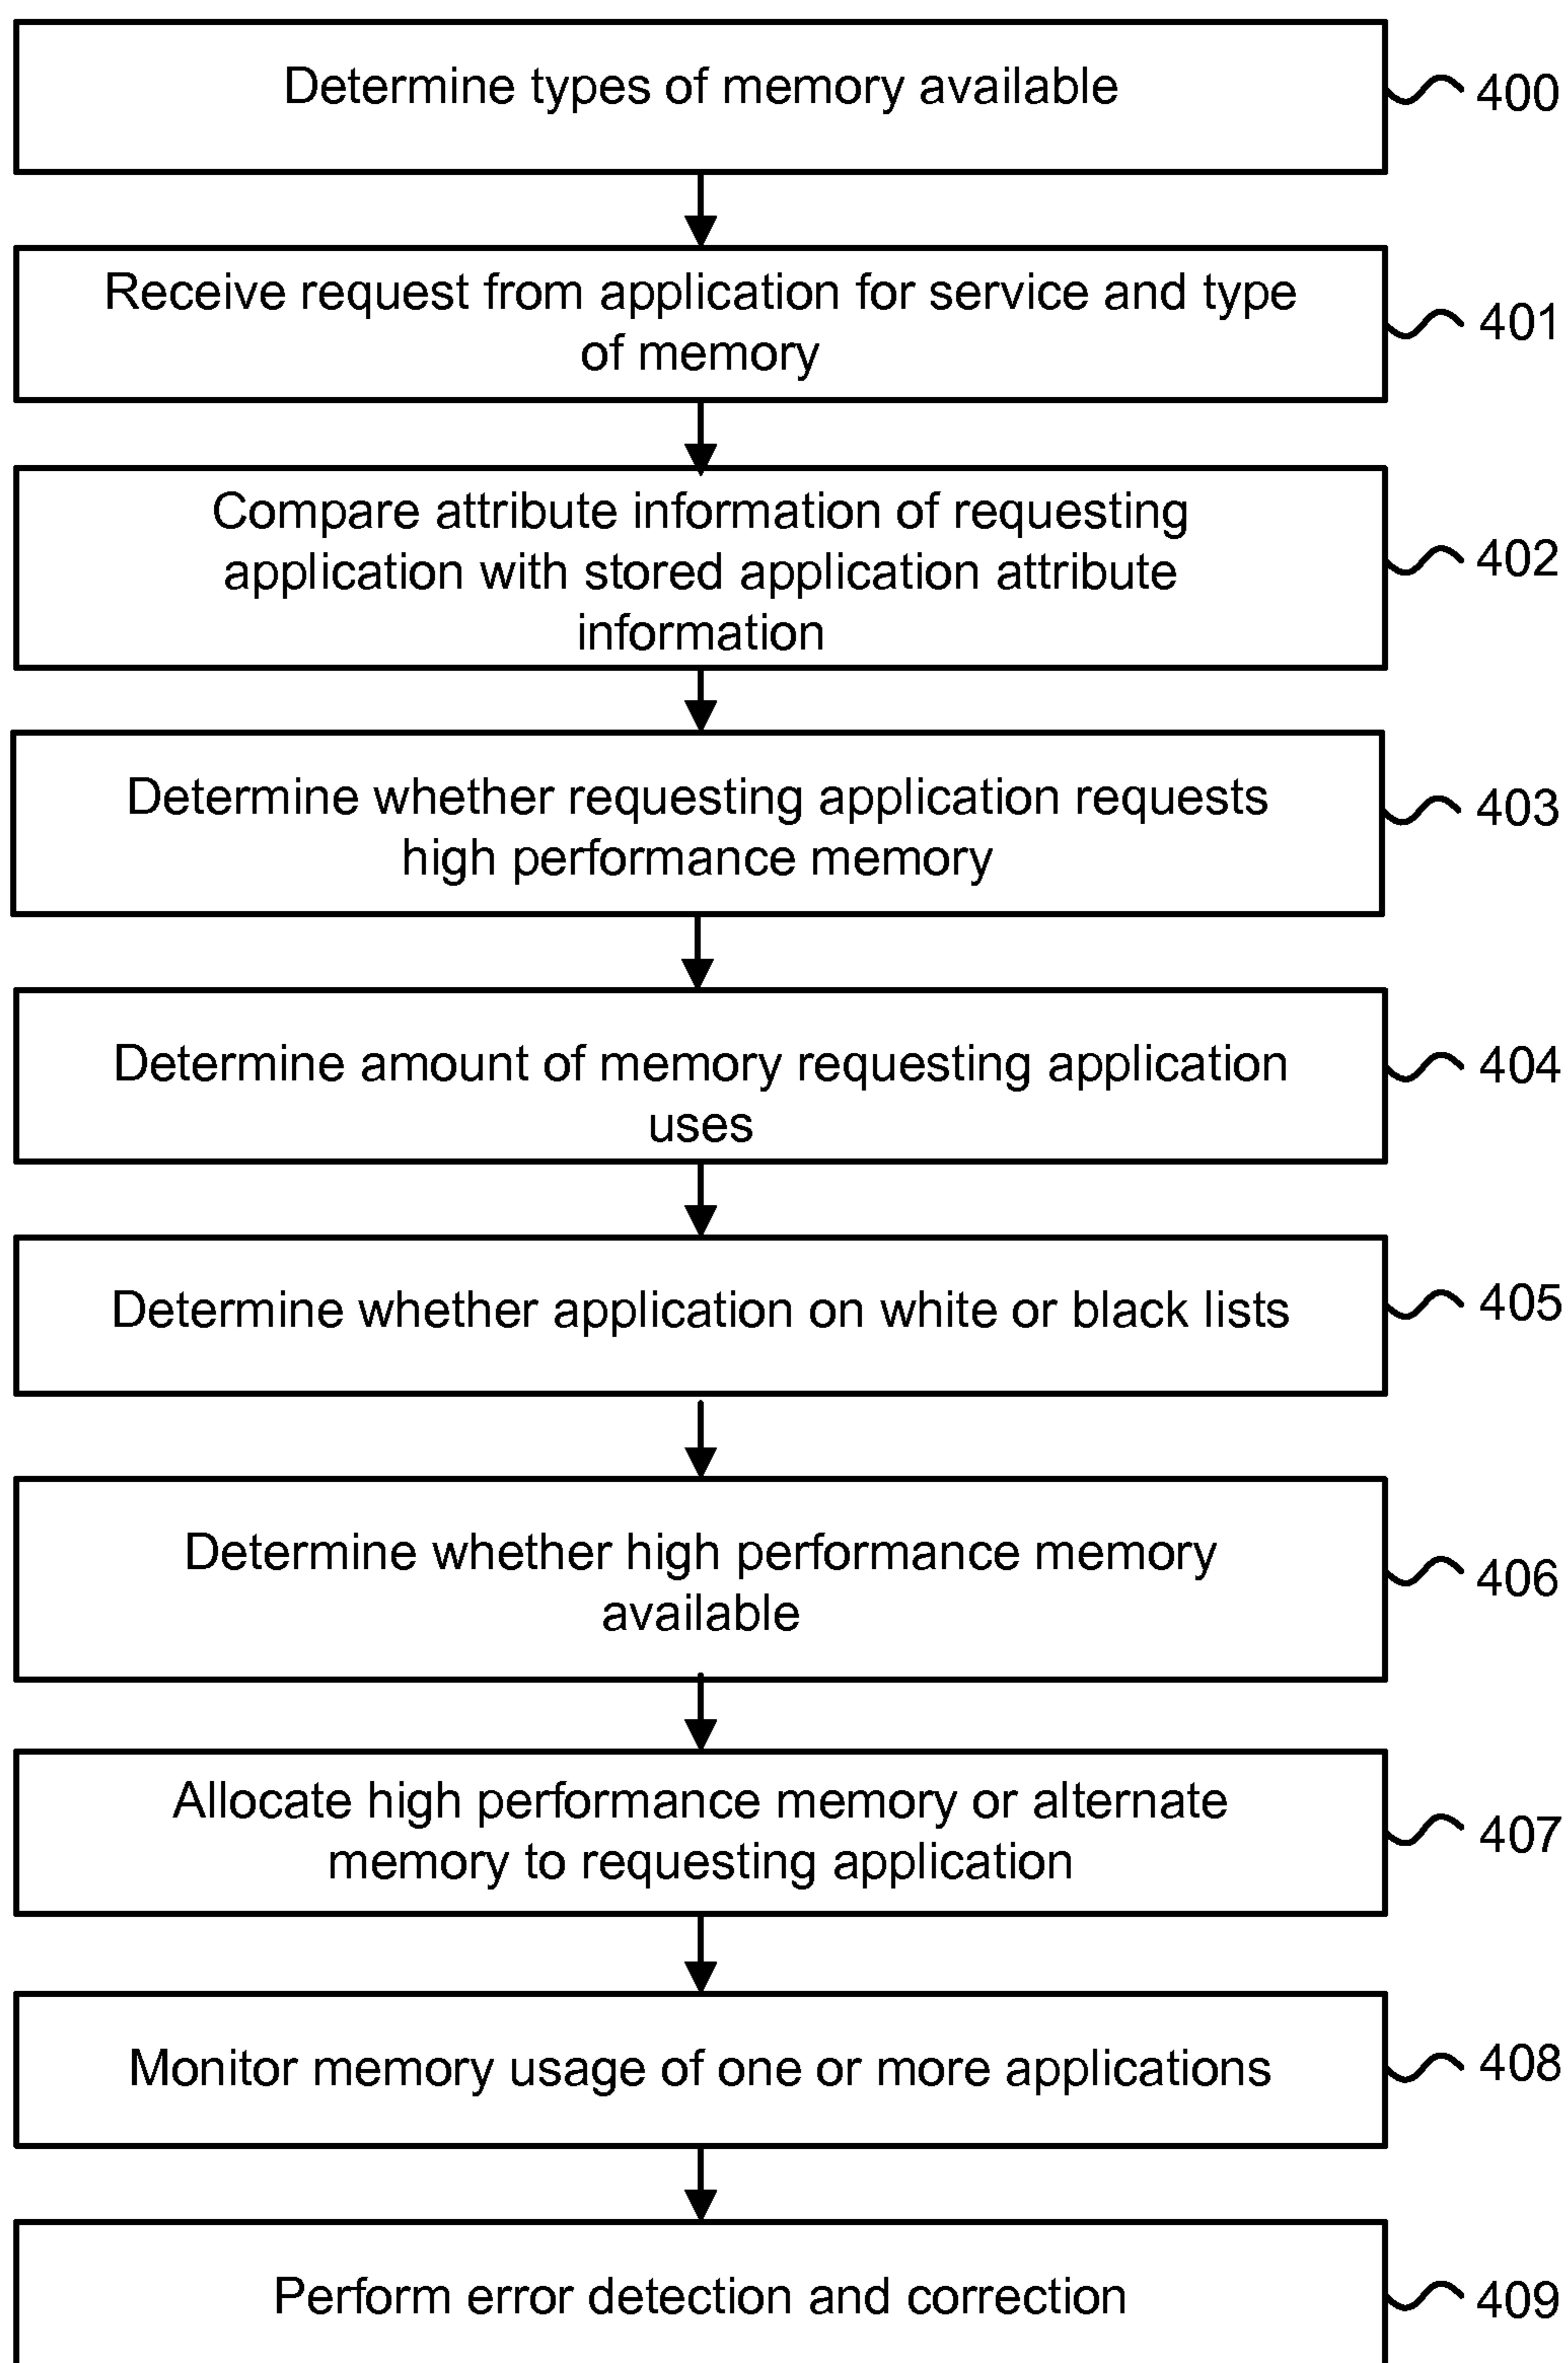 Determine types of memory available
400
Receive request from application for service and type
of memory
401
Compare attribute information of requesting
application with stored application attribute
information
402
Determine whether requesting application requests
high performance memory
403
Determine amount of memory requesting application
uses
404
Determine whether application on white or black lists
405
Determine whether high performance memory
available
406
Allocate high performance memory or alternate
memory to requesting application
407
Monitor memory usage of one or more applications
408
Perform error detection and correction
409